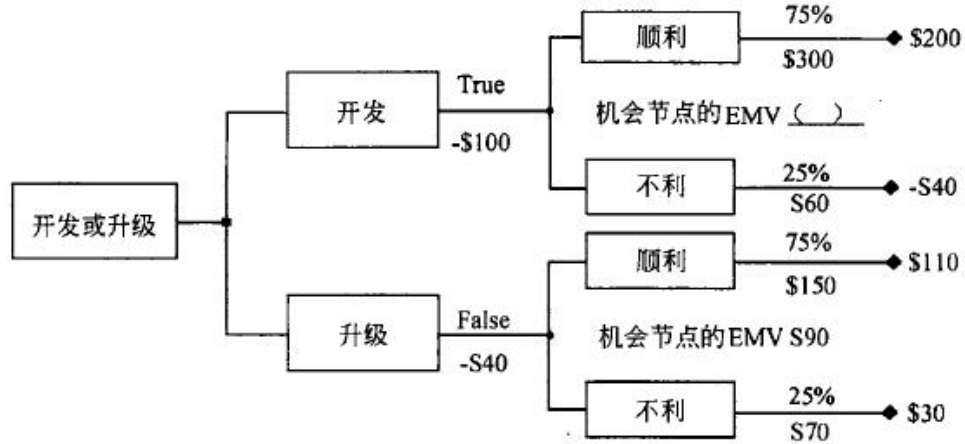 75%
顺利
$300
$200
True
开发
-$100
机会节点的EMV (  )
25%
不利
S60
-S40
开发或升级
75%
顺利
$150
$110
False
升级
-S40
机会节点的EMV S90
25%
不利
S70
$30